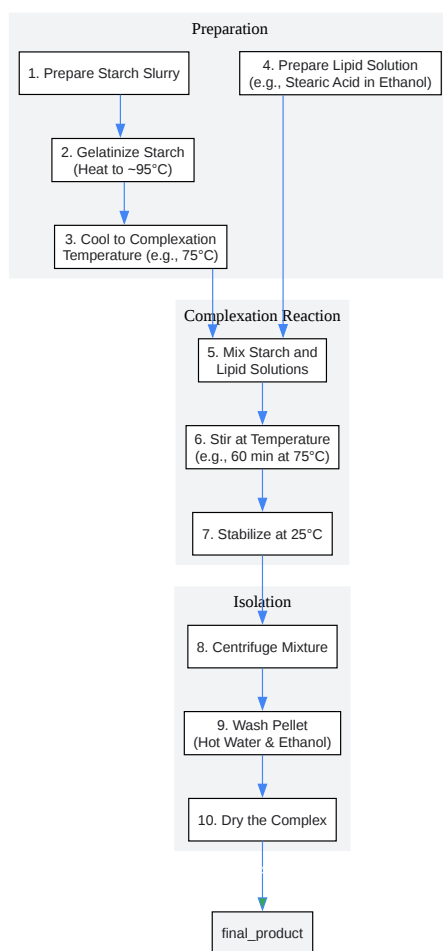 Preparation
1. Prepare Starch Slurry
4. Prepare Lipid Solution
(e.g., Stearic Acid in Ethanol)
2. Gelatinize Starch
(Heat to ~95°C)
3. Cool to Complexation
Temperature (e.g., 75°C)
Complexation Reaction
5. Mix Starch and
Lipid Solutions
6. Stir at Temperature
(e.g., 60 min at 75°C)
7. Stabilize at 25°C
Isolation
8. Centrifuge Mixture
9. Wash Pellet
(Hot Water & Ethanol)
10. Dry the Complex
final_product